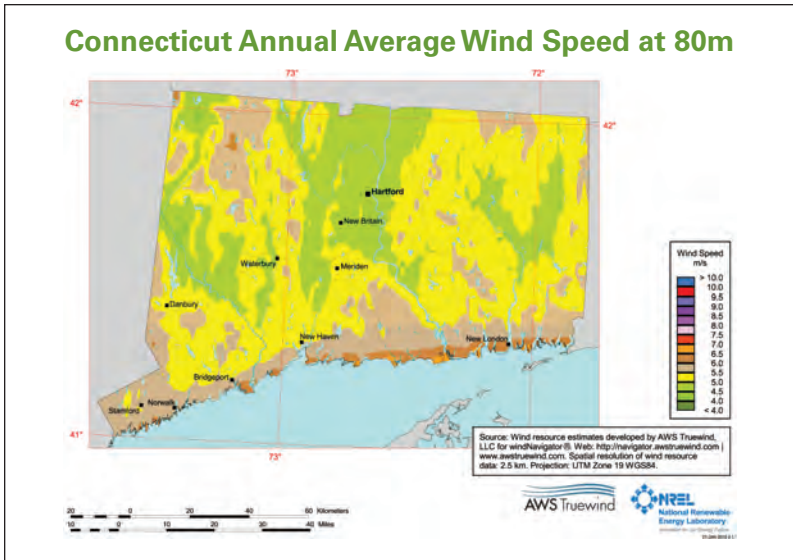 Connecticut Annual Average Wind Speed at 80m
73°
72°
42°
42°
Hartford
New Britain
Waterbury
Meriden
Danbury
New Haven
New London
Bridgeport
Stamford
Norwalk
41°
73°
Wind Speed
m/s
> 10.0
10.0
9.5
9.0
8.5
8.0
7.5
7.0
6.5
6.0
5.5
5.0
4.5
4.0
< 4.0
Source: Wind resource estimates developed by AWS Truewind,
LLC for windNavigator®. Web: http://navigator.awstruewind.com |
www.awstruewind.com. Spatial resolution of wind resource
data: 2.5 km. Projection: UTM Zone 19 WGS84.
20 0 20 40 60 Kilometers
10 0 10 20 30 40 Miles
AWS Truewind
NREL
National Renewable
Energy Laboratory